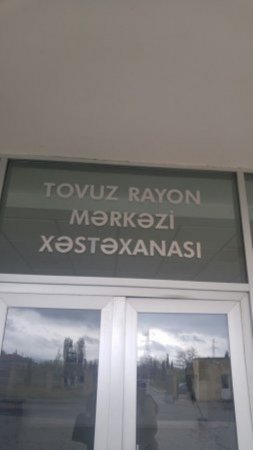 TOVUZ RAYON
MƏRKƏZİ
XƏSTƏXANASI